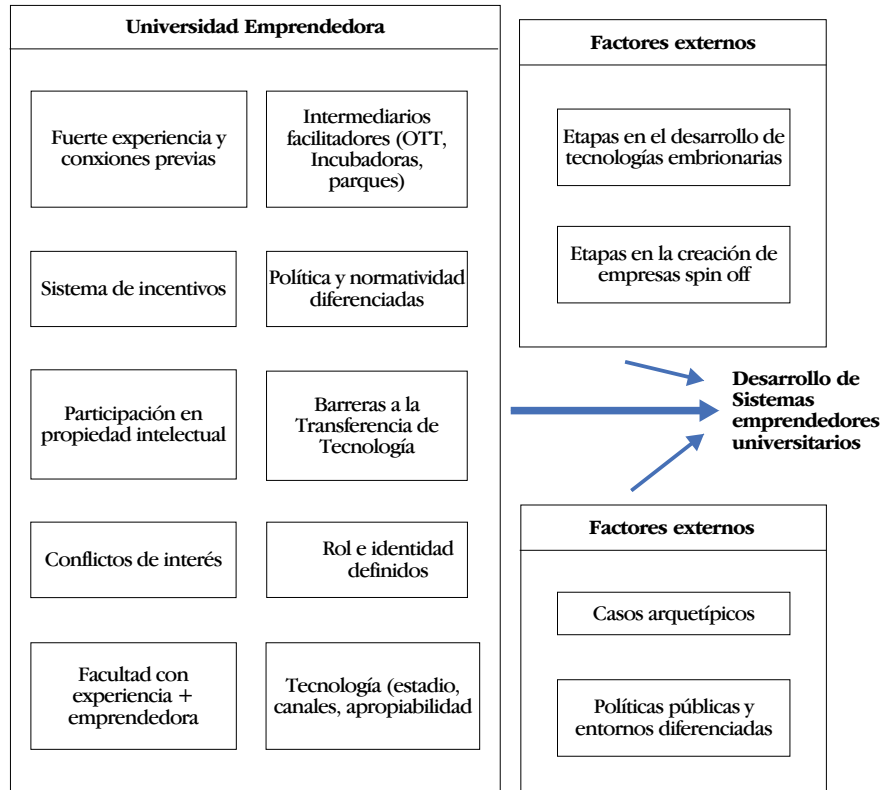 Universidad Emprendedora
Fuerte experiencia y
conxiones previas
Intermediarios
facilitadores (OTT,
Incubadoras,
parques)
Sistema de incentivos
Política y normatividad
diferenciadas
Participación en
propiedad intelectual
Barreras a la
Transferencia de
Tecnología
Conflictos de interés
Rol e identidad
definidos
Facultad con
experiencia +
emprendedora
Tecnología (estadio,
canales, apropiabilidad
Factores externos
Etapas en el desarrollo de
tecnologías embrionarias
Etapas en la creación de
empresas spin off
Desarrollo de
Sistemas
emprendedores
universitarios
Factores externos
Casos arquetípicos
Políticas públicas y
entornos diferenciadas